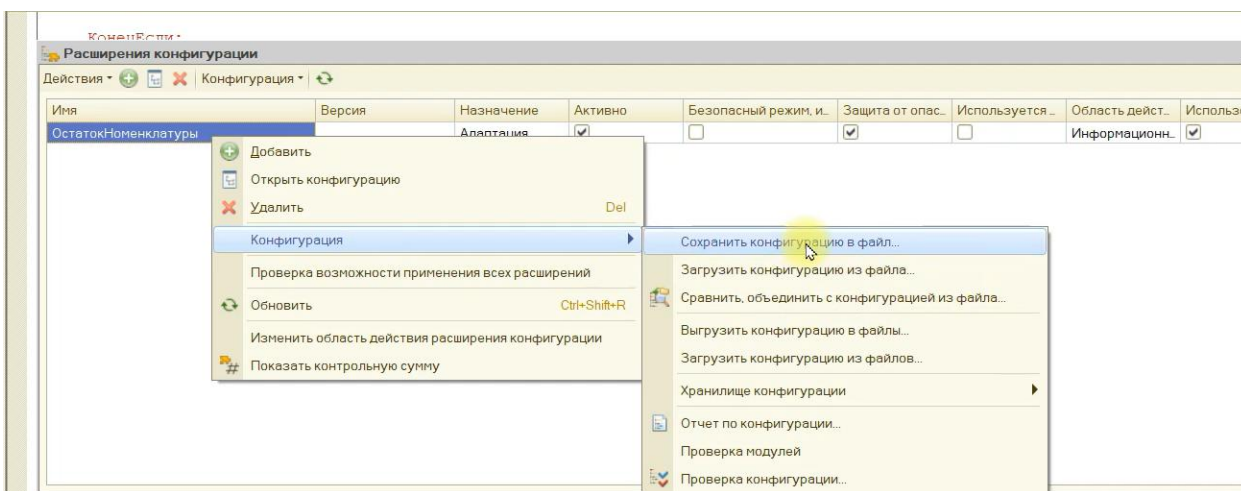 КонецЕсли;
Расширения конфигурации
Действия Конфигурация
Имя Версия Назначение Активно Безопасный режим, и... Защита от опас... Используется ... Область дейст... Использ
ОстатокНоменклатуры Адаптация Информационн...
Добавить
Открыть конфигурацию
Удалить Del
Конфигурация
Сохранить конфигурацию в файл...
Проверка возможности применения всех расширений
Загрузить конфигурацию из файла...
Обновить Ctrl+Shift+R
Сравнить, объединить с конфигурацией из файла...
Изменить область действия расширения конфигурации
Выгрузить конфигурацию в файлы...
Показать контрольную сумму
Загрузить конфигурацию из файлов...
Хранилище конфигурации
Отчет по конфигурации...
Проверка модулей
Проверка конфигурации...